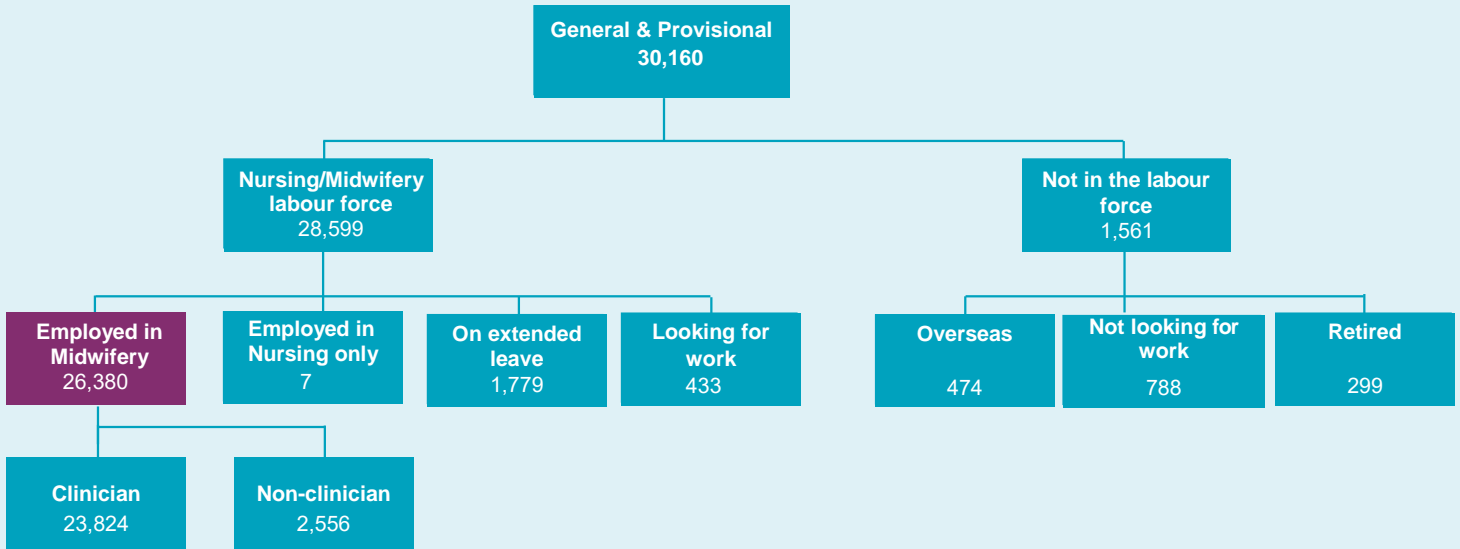 General & Provisional
30,160
Nursing/Midwifery
labour force
28,599
Not in the labour
force
1,561
Employed in
Midwifery
26,380
Employed in
Nursing only
7
On extended
leave
1,779
Looking for
work
433
Overseas
474
Not looking for
work
788
Retired
299
Clinician
23,824
Non-clinician
2,556